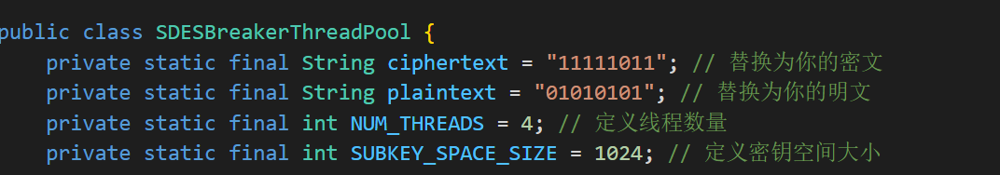 public class SDESBreakerThreadPool {
private static final String ciphertext = "11111011"; // 替换为你的密文
private static final String plaintext = "01010101"; // 替换为你的明文
private static final int NUM_THREADS = 4; // 定义线程数量
private static final int SUBKEY_SPACE_SIZE = 1024; // 定义密钥空间大小